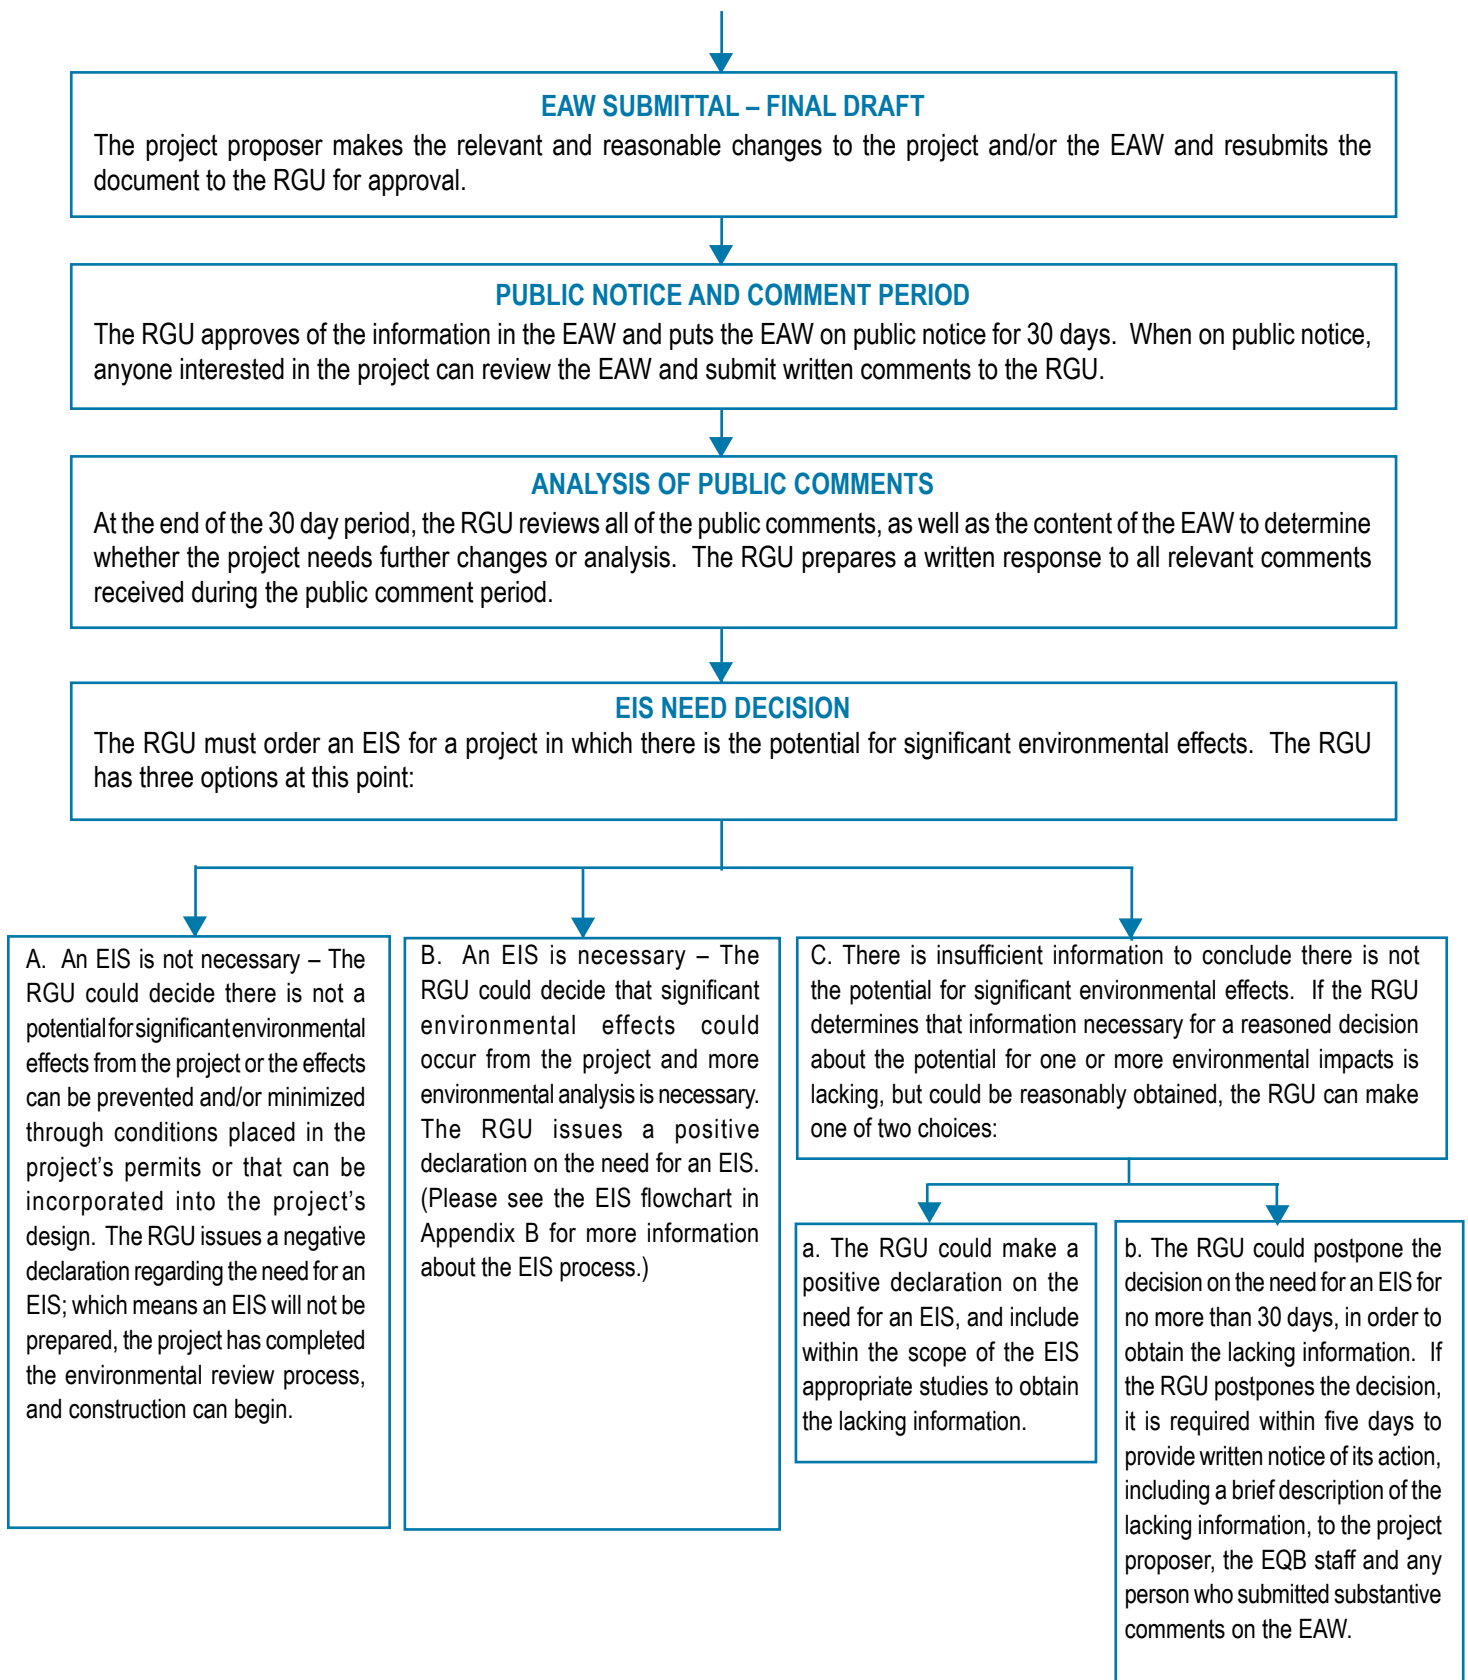 EAW SUBMITTAL – FINAL DRAFT
The project proposer makes the relevant and reasonable changes to the project and/or the EAW and resubmits the
document to the RGU for approval.
PUBLIC NOTICE AND COMMENT PERIOD
The RGU approves of the information in the EAW and puts the EAW on public notice for 30 days. When on public notice,
anyone interested in the project can review the EAW and submit written comments to the RGU.
ANALYSIS OF PUBLIC COMMENTS
At the end of the 30 day period, the RGU reviews all of the public comments, as well as the content of the EAW to determine
whether the project needs further changes or analysis. The RGU prepares a written response to all relevant comments
received during the public comment period.
EIS NEED DECISION
The RGU must order an EIS for a project in which there is the potential for significant environmental effects. The RGU
has three options at this point:
A. An EIS is not necessary – The
RGU could decide there is not a
potential for significant environmental
effects from the project or the effects
can be prevented and/or minimized
through conditions placed in the
project's permits or that can be
incorporated into the project's
design. The RGU issues a negative
declaration regarding the need for an
EIS; which means an EIS will not be
prepared, the project has completed
the environmental review process,
and construction can begin.
B. An EIS is necessary – The
RGU could decide that significant
environmental effects could
occur from the project and more
environmental analysis is necessary.
The RGU issues a positive
declaration on the need for an EIS.
(Please see the EIS flowchart in
Appendix B for more information
about the EIS process.)
C. There is insufficient information to conclude there is not
the potential for significant environmental effects. If the RGU
determines that information necessary for a reasoned decision
about the potential for one or more environmental impacts is
lacking, but could be reasonably obtained, the RGU can make
one of two choices:
a. The RGU could make a
positive declaration on the
need for an EIS, and include
within the scope of the EIS
appropriate studies to obtain
the lacking information.
b. The RGU could postpone the
decision on the need for an EIS for
no more than 30 days, in order to
obtain the lacking information. If
the RGU postpones the decision,
it is required within five days to
provide written notice of its action,
including a brief description of the
lacking information, to the project
proposer, the EQB staff and any
person who submitted substantive
comments on the EAW.